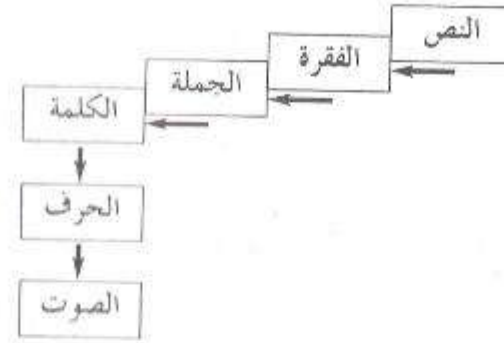 النص
الفقرة
الجملة
الكلمة
الحرف
الصوت